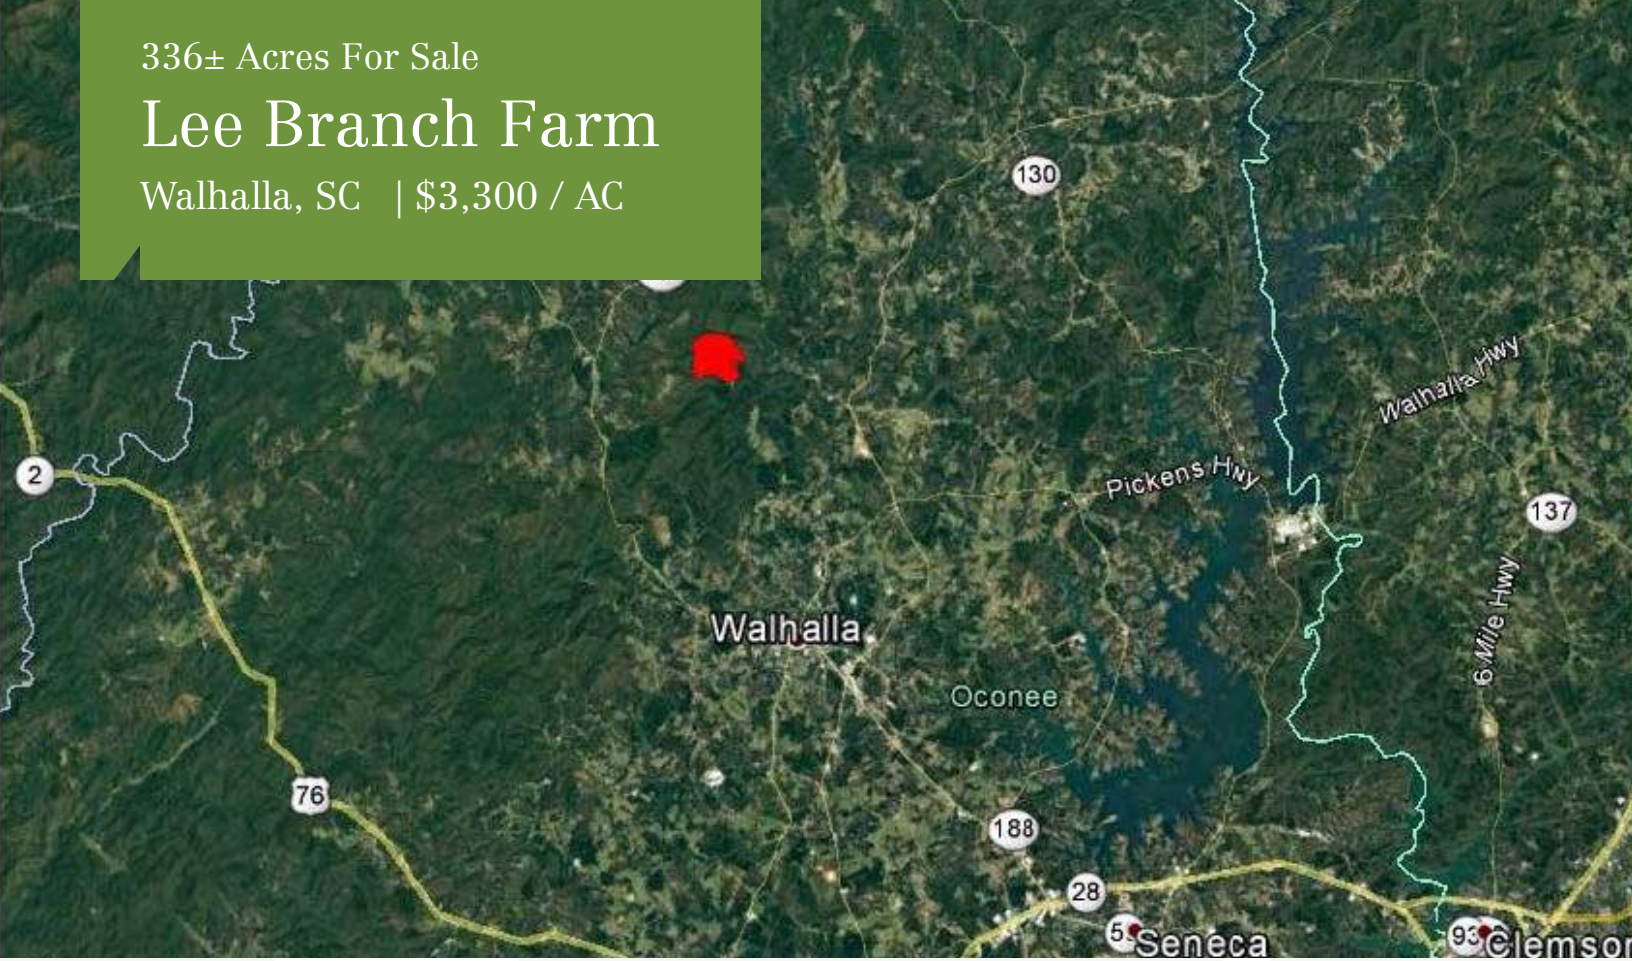 336± Acres For Sale
Lee Branch Farm
Walhalla, SC | $3,300 / AC
130
Walhalla Hwy
2
Pickens Hwy
137
6 Mile Hwy
Walhalla
Oconee
76
188
28
Seneca
93
Clemson